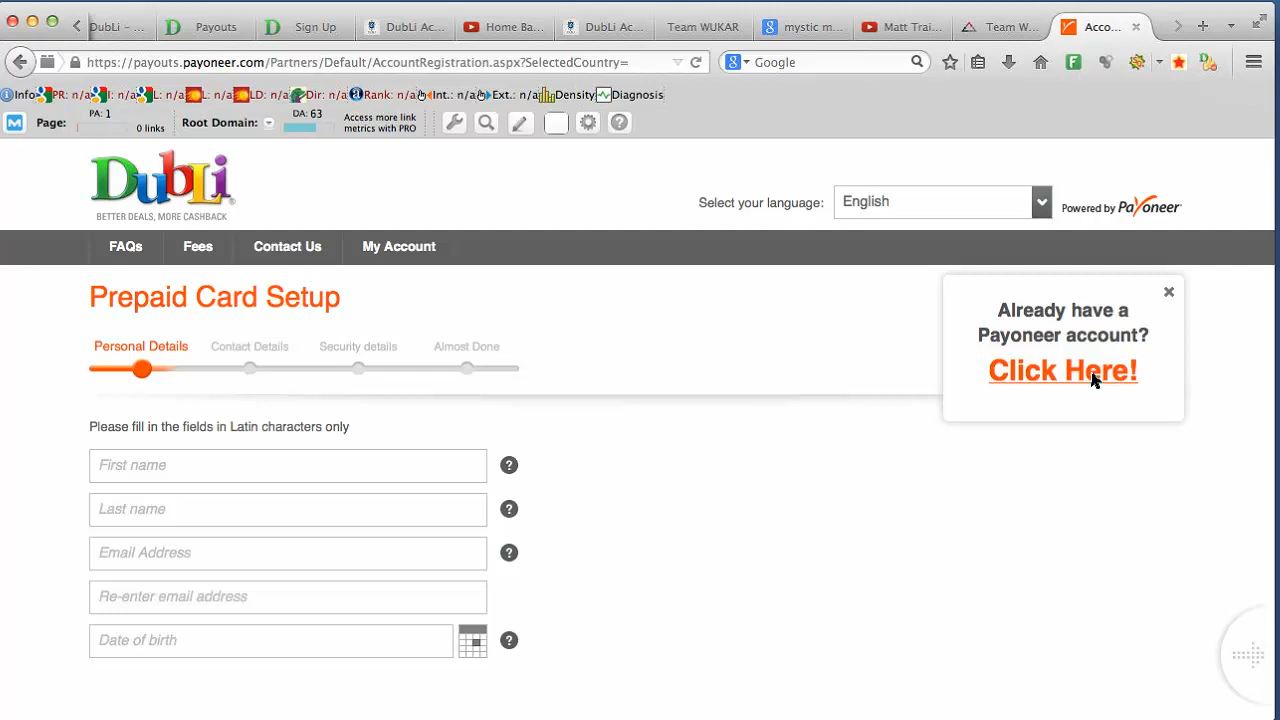 DubLi – ...
Payouts
Sign Up
DubLi Ac...
Home Ba...
DubLi Ac...
Team WUKAR
mystic m...
Matt Trai...
Team W...
Acco...
https://payouts.payoneer.com/Partners/Default/AccountRegistration.aspx?SelectedCountry=
Google
Info
PR: n/a
I: n/a
L: n/a
L: n/a
LD: n/a
Dir: n/a
Rank: n/a
Int.: n/a
Ext.: n/a
Density
Diagnosis
Page:
PA: 1
0 links
Root Domain:
DA: 63
Access more link
metrics with PRO
DubLi
BETTER DEALS, MORE CASHBACK
Select your language:
English
Powered by Payoneer
FAQs
Fees
Contact Us
My Account
Prepaid Card Setup
Already have a
Payoneer account?
Click Here!
Personal Details
Contact Details
Security details
Almost Done
Please fill in the fields in Latin characters only
First name
Last name
Email Address
Re-enter email address
Date of birth